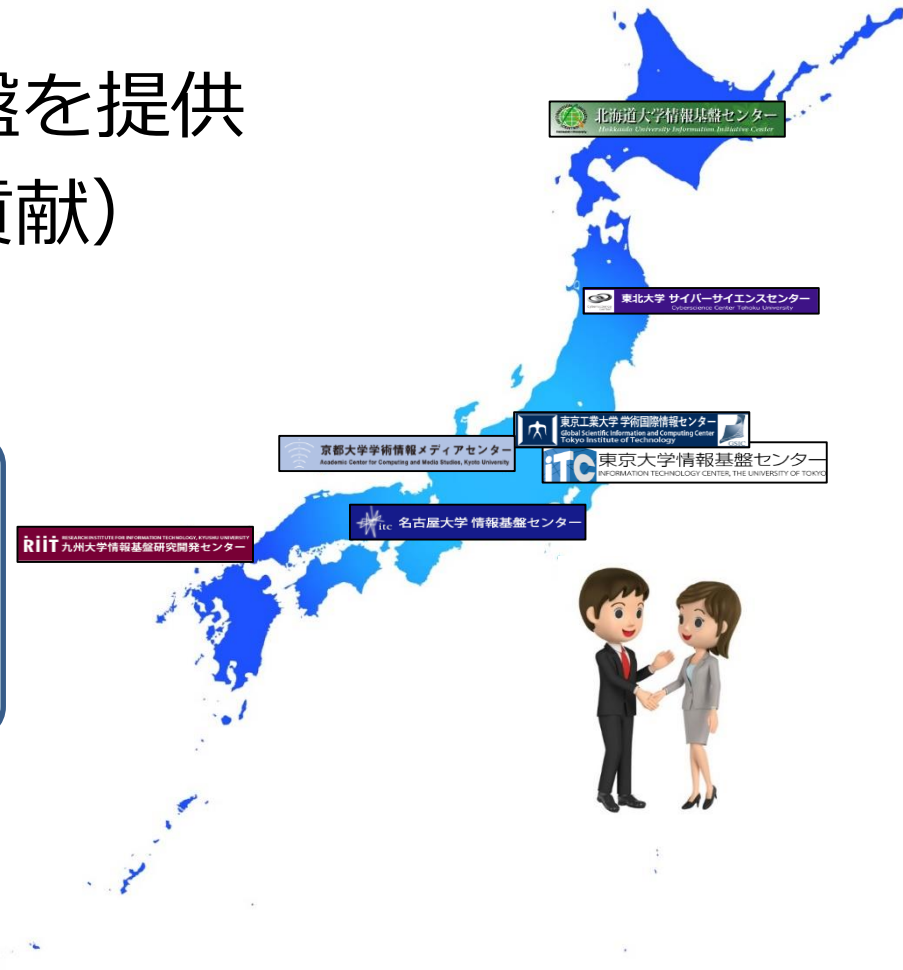 盤を提供
貢献）
北海道大学情報基盤センター
Hokkaido University Information Initiative Center
東北大学 サイバーサイエンスセンター
Cyberscience Center Tohoku University
東京工業大学 学術国際情報センター
Global Scientific Information and Computing Center
Tokyo Institute of Technology
GSIC
京都大学学術情報メディアセンター
Academic Center for Computing and Media Studies, Kyoto University
iTC 東京大学情報基盤センター
INFORMATION TECHNOLOGY CENTER, THE UNIVERSITY OF TOKYO
itc 名古屋大学 情報基盤センター
RIIT RESEARCH INSTITUTE FOR INFORMATION TECHNOLOGY, KYUSHU UNIVERSITY
九州大学情報基盤研究開発センター